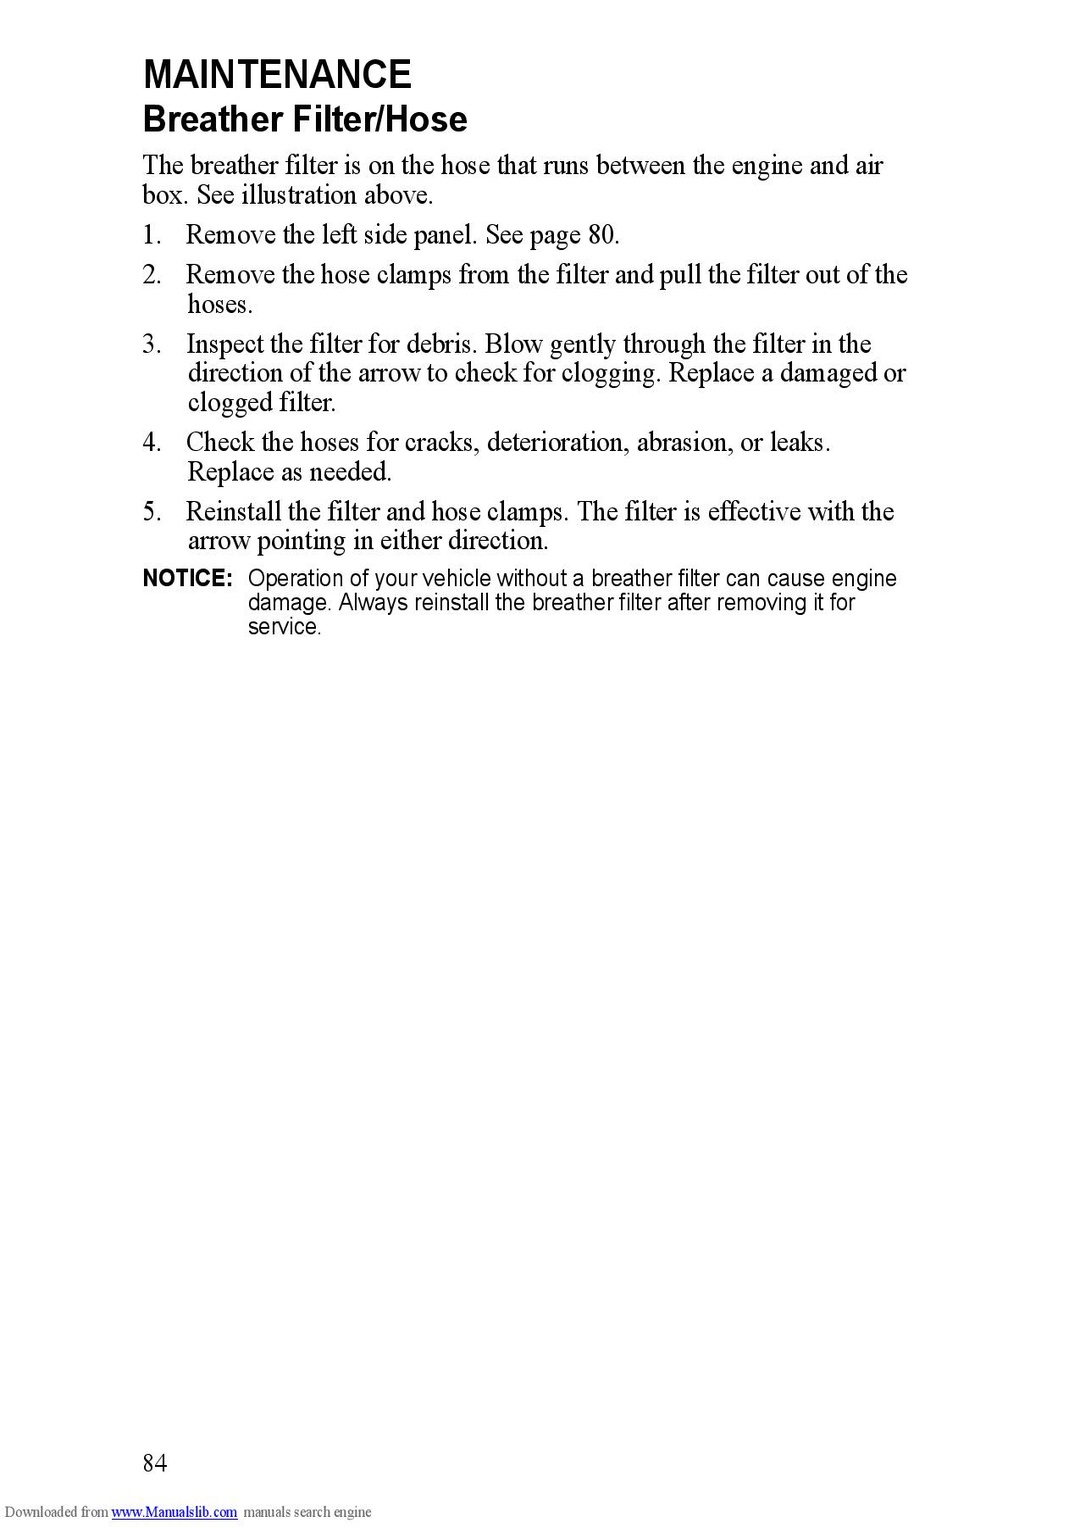 MAINTENANCE
Breather Filter/Hose
The breather filter is on the hose that runs between the engine and air
box. See illustration above.
1. Remove the left side panel. See page 80.
2. Remove the hose clamps from the filter and pull the filter out of the
hoses.
3. Inspect the filter for debris. Blow gently through the filter in the
direction of the arrow to check for clogging. Replace a damaged or
clogged filter.
4. Check the hoses for cracks, deterioration, abrasion, or leaks.
Replace as needed.
5. Reinstall the filter and hose clamps. The filter is effective with the
arrow pointing in either direction.
NOTICE: Operation of your vehicle without a breather filter can cause engine
damage. Always reinstall the breather filter after removing it for
service.
84
Downloaded from www.Manualslib.com manuals search engine